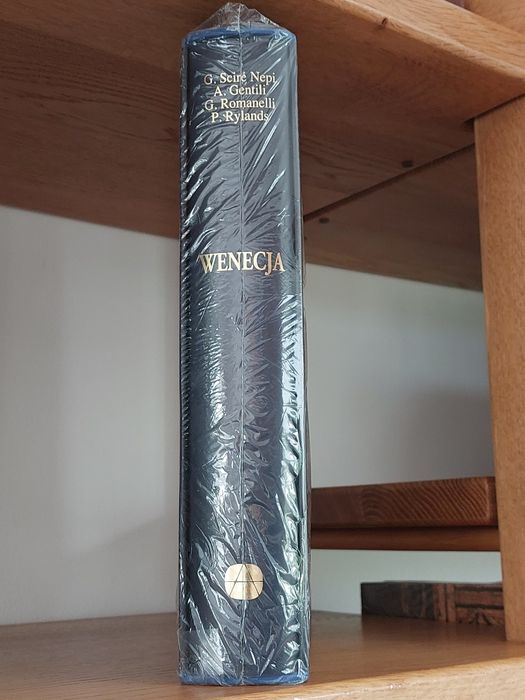 G. Scirè Nepi
A. Gentili
G. Romanelli
P. Rylands
WENECJA